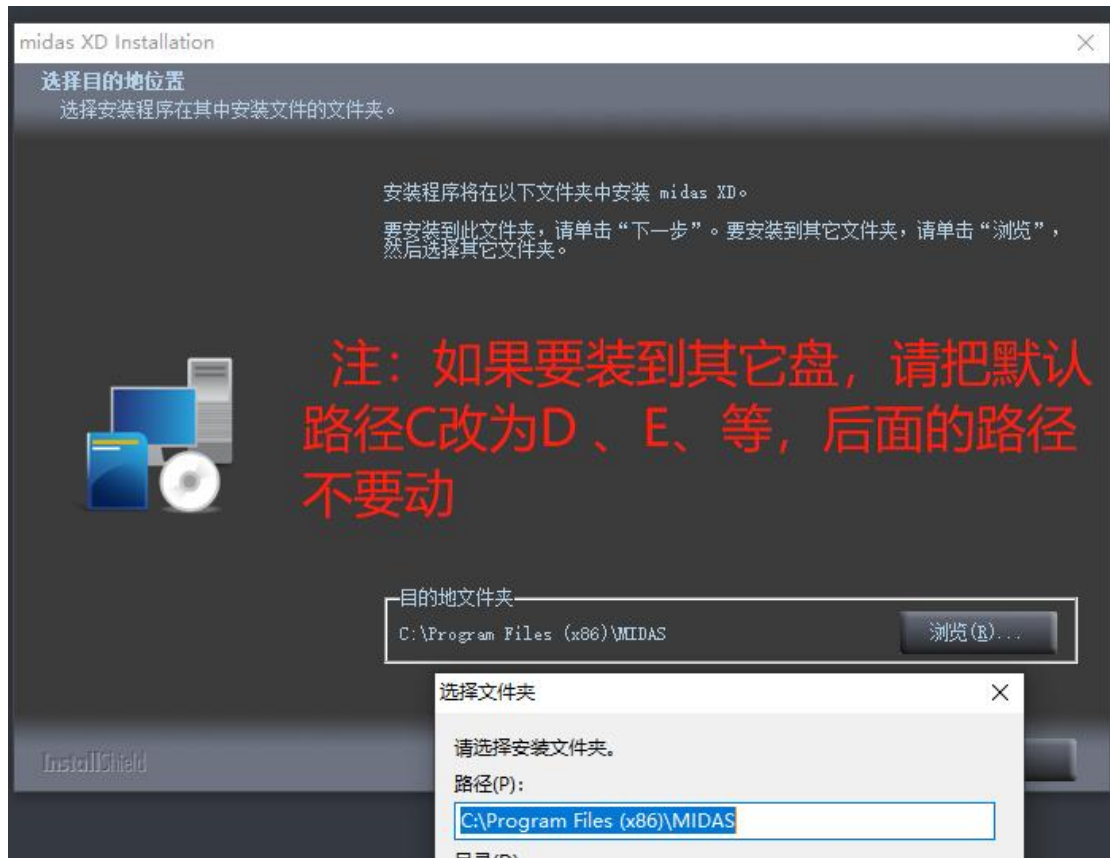 midas XD Installation
选择目的地位置
选择安装程序在其中安装文件的文件夹。
安装程序将在以下文件夹中安装 midas XD。
要安装到此文件夹，请单击“下一步”。要安装到其它文件夹，请单击“浏览”，
然后选择其它文件夹。
注：如果要装到其它盘，请把默认
路径C改为D 、E、等，后面的路径
不要动
目的地文件夹
C:\Program Files (x86)\MIDAS
浏览(R)...
选择文件夹
请选择安装文件夹。
InstallShield
路径(P):
C:\Program Files (x86)\MIDAS
目录(D):